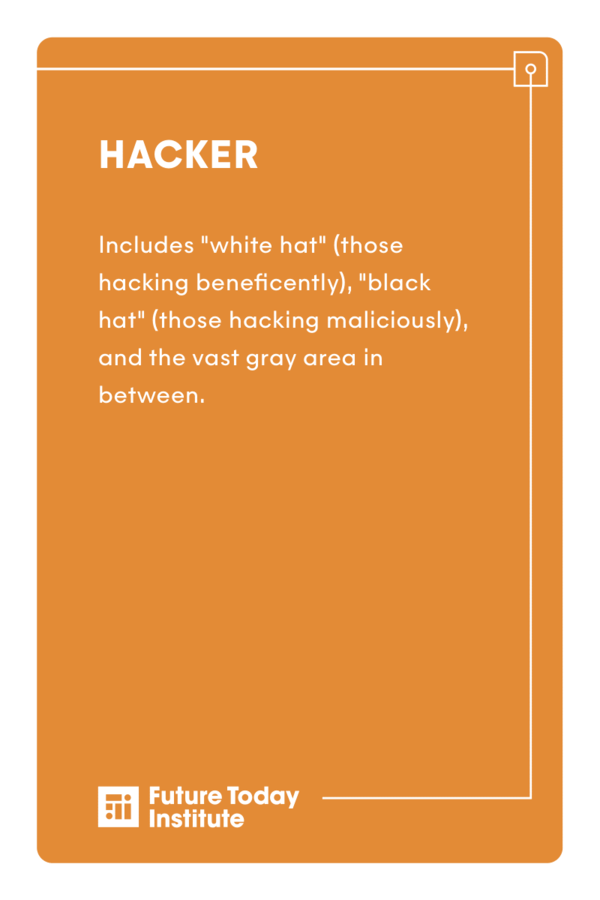 HACKER
Includes "white hat" (those
hacking beneficently), "black
hat" (those hacking maliciously),
and the vast gray area in
between.
Future Today
Institute